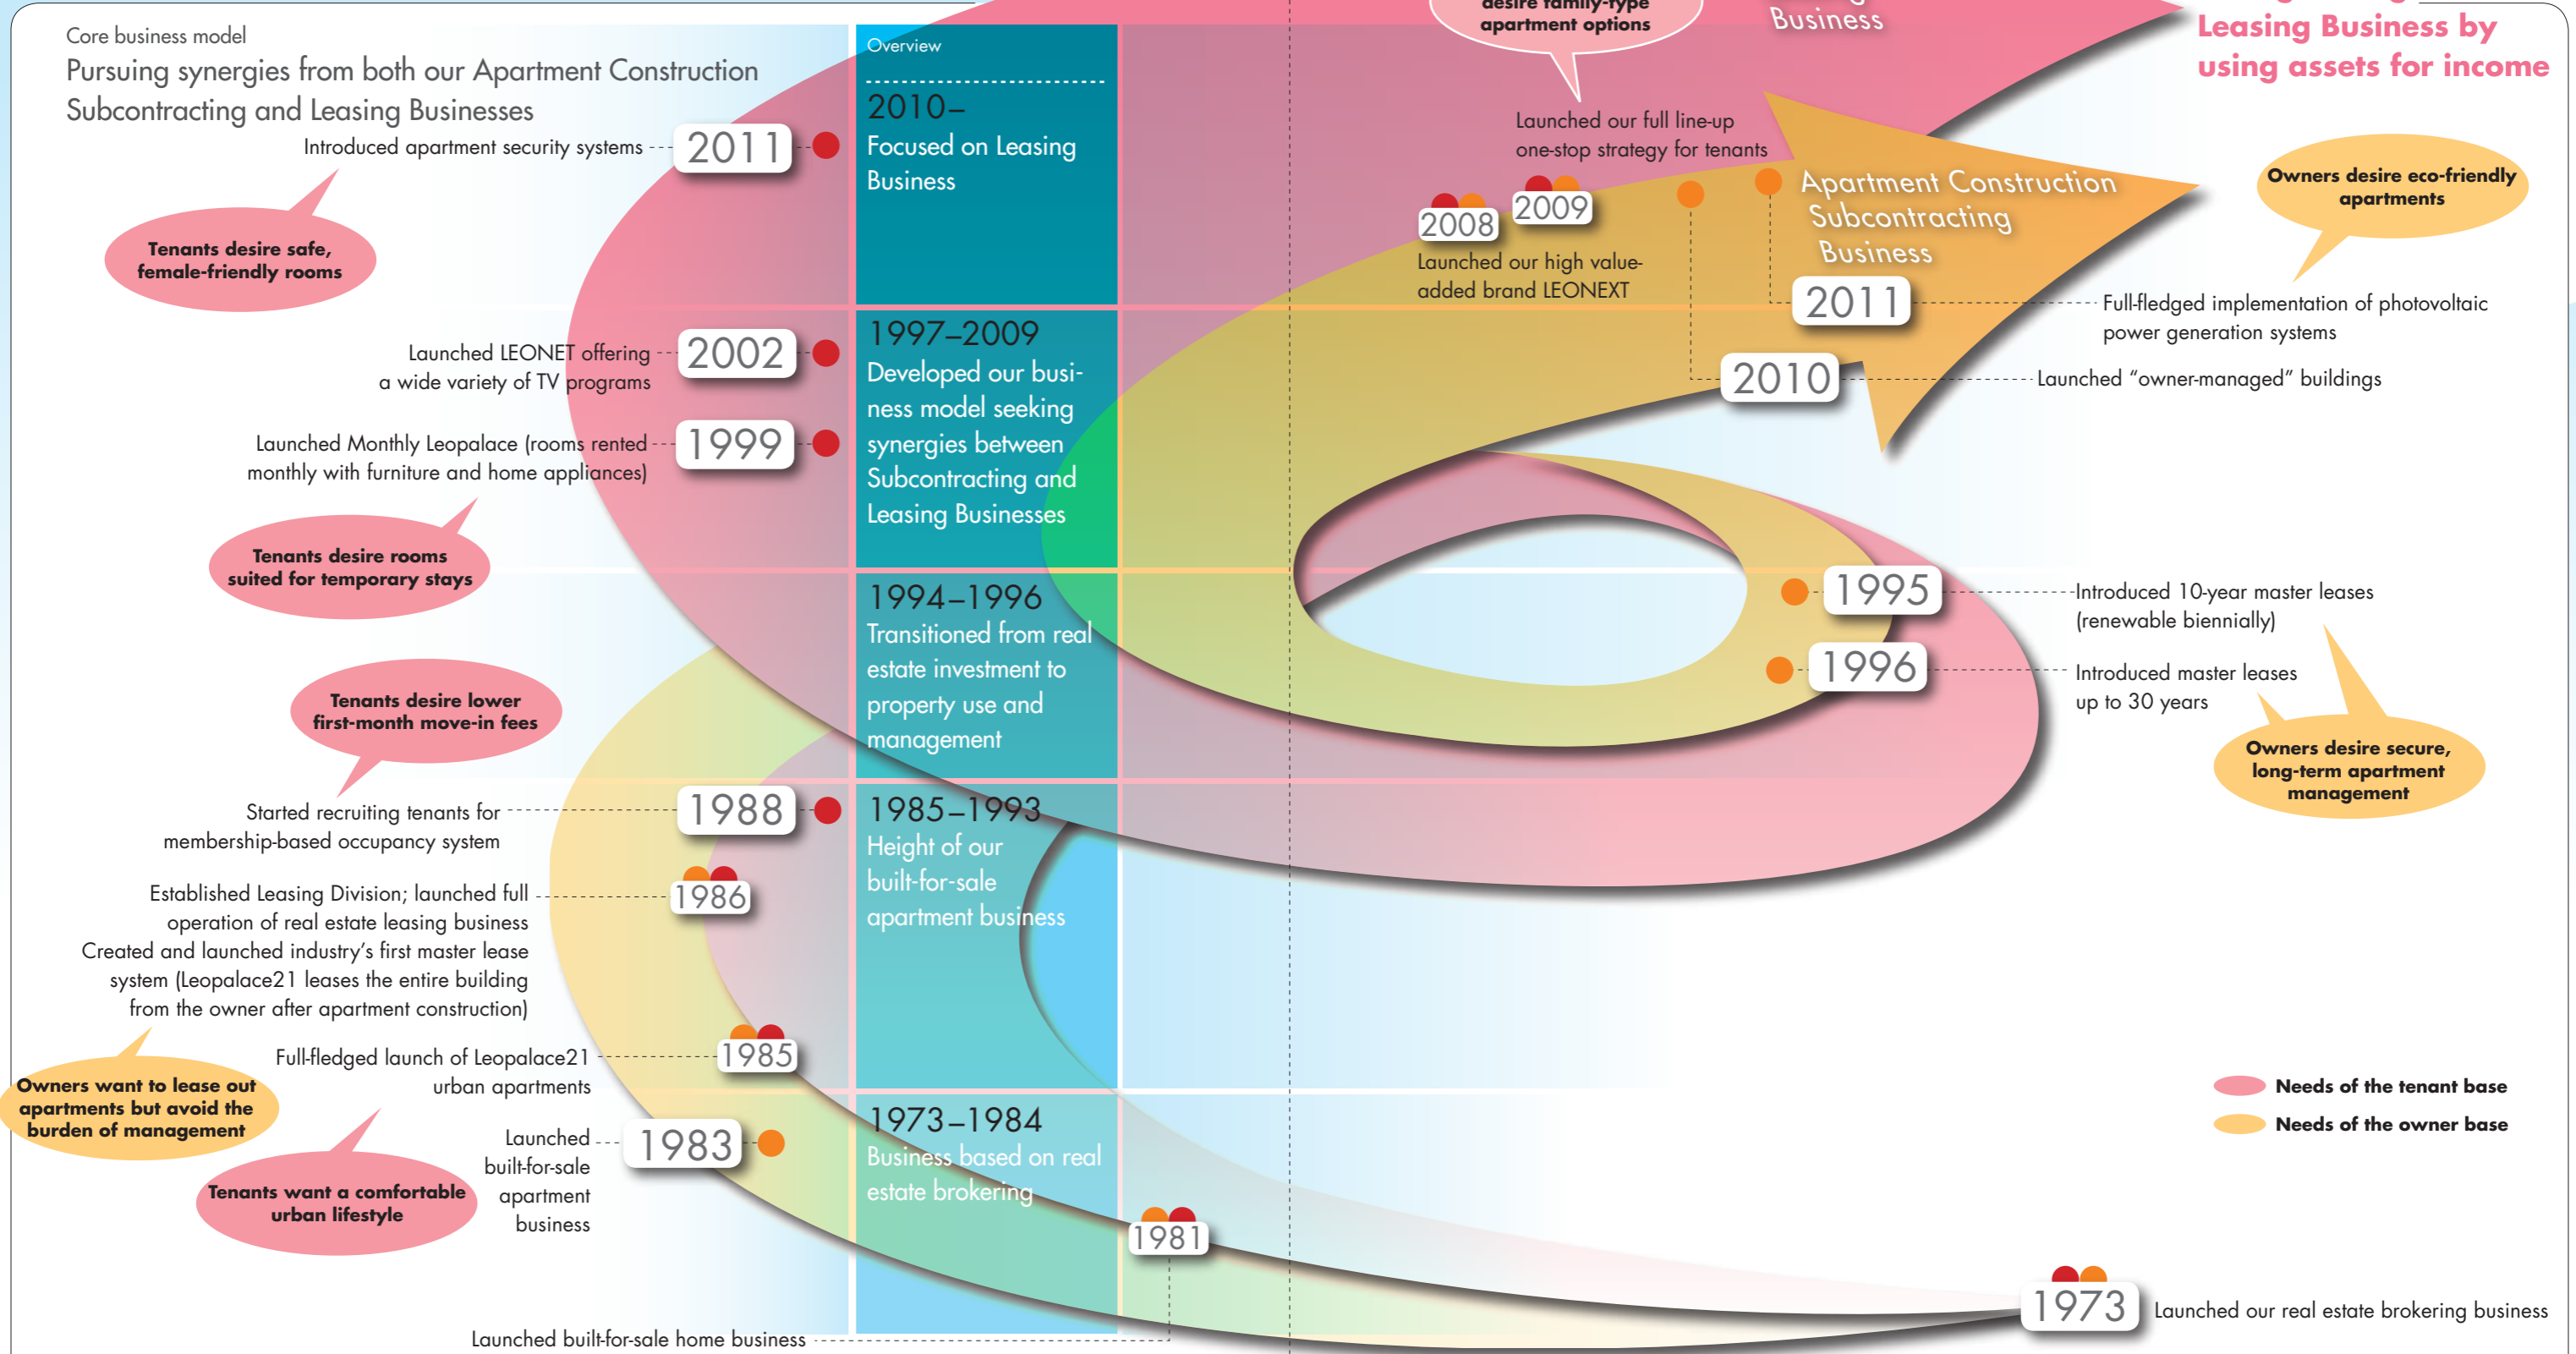 desire family-type
apartment options
Business
Leasing Business by
using assets for income
Core business model
Pursuing synergies from both our Apartment Construction
Subcontracting and Leasing Businesses
Overview
2010–
Focused on Leasing
Business
Introduced apartment security systems
2011
Tenants desire safe,
female-friendly rooms
Launched our full line-up
one-stop strategy for tenants
2008
2009
Launched our high value-
added brand LEONEXT
Apartment Construction
Subcontracting
Business
Owners desire eco-friendly
apartments
2011
Full-fledged implementation of photovoltaic
power generation systems
2010
Launched “owner-managed” buildings
1997–2009
Developed our busi-
ness model seeking
synergies between
Subcontracting and
Leasing Businesses
Launched LEONET offering
a wide variety of TV programs
2002
Launched Monthly Leopalace (rooms rented
monthly with furniture and home appliances)
1999
Tenants desire rooms
suited for temporary stays
1994–1996
Transitioned from real
estate investment to
property use and
management
1995
Introduced 10-year master leases
(renewable biennially)
1996
Introduced master leases
up to 30 years
Owners desire secure,
long-term apartment
management
Tenants desire lower
first-month move-in fees
Started recruiting tenants for
membership-based occupancy system
1988
1985–1993
Height of our
built-for-sale
apartment business
Established Leasing Division; launched full
operation of real estate leasing business
Created and launched industry’s first master lease
system (Leopalace21 leases the entire building
from the owner after apartment construction)
1986
Full-fledged launch of Leopalace21
urban apartments
1985
Owners want to lease out
apartments but avoid the
burden of management
Tenants want a comfortable
urban lifestyle
Launched
built-for-sale
apartment
business
1983
1973–1984
Business based on real
estate brokering
1981
Launched built-for-sale home business
Needs of the tenant base
Needs of the owner base
1973
Launched our real estate brokering business